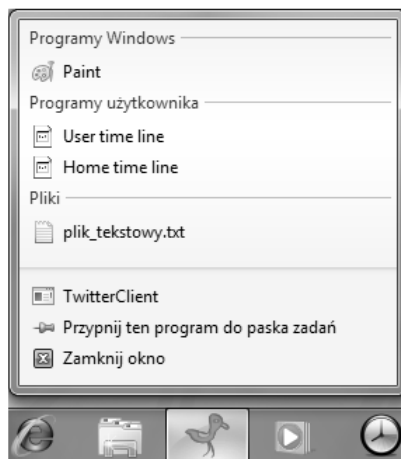 Programy Windows
Paint
Programy użytkownika
User time line
Home time line
Pliki
plik_tekstowy.txt
TwitterClient
Przypnij ten program do paska zadań
Zamknij okno